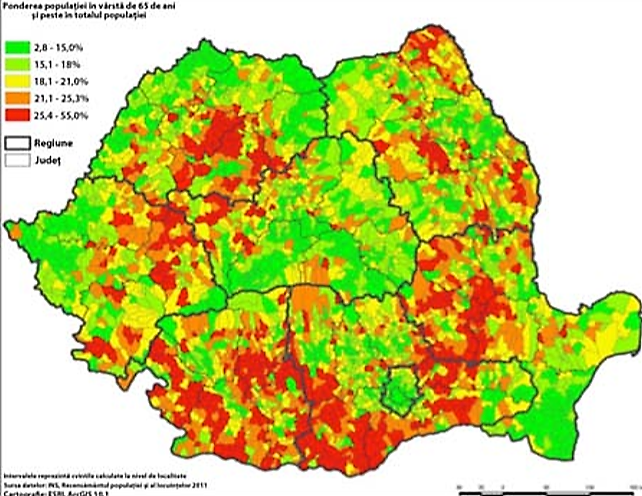 Ponderea populației în vârstă de 65 de ani
și peste în totalul populației
2,8 - 15,0%
15,1 - 18%
18,1 - 21,0%
21,1 - 25,3%
25,4 - 55,0%
Regiune
Județ
Intervalele reprezintă cvintile calculate la nivel de localitate
Sursa datelor: INS, Recensământul populației și al locuințelor 2011
Cartografie: ESRI, ArcGIS 10.1